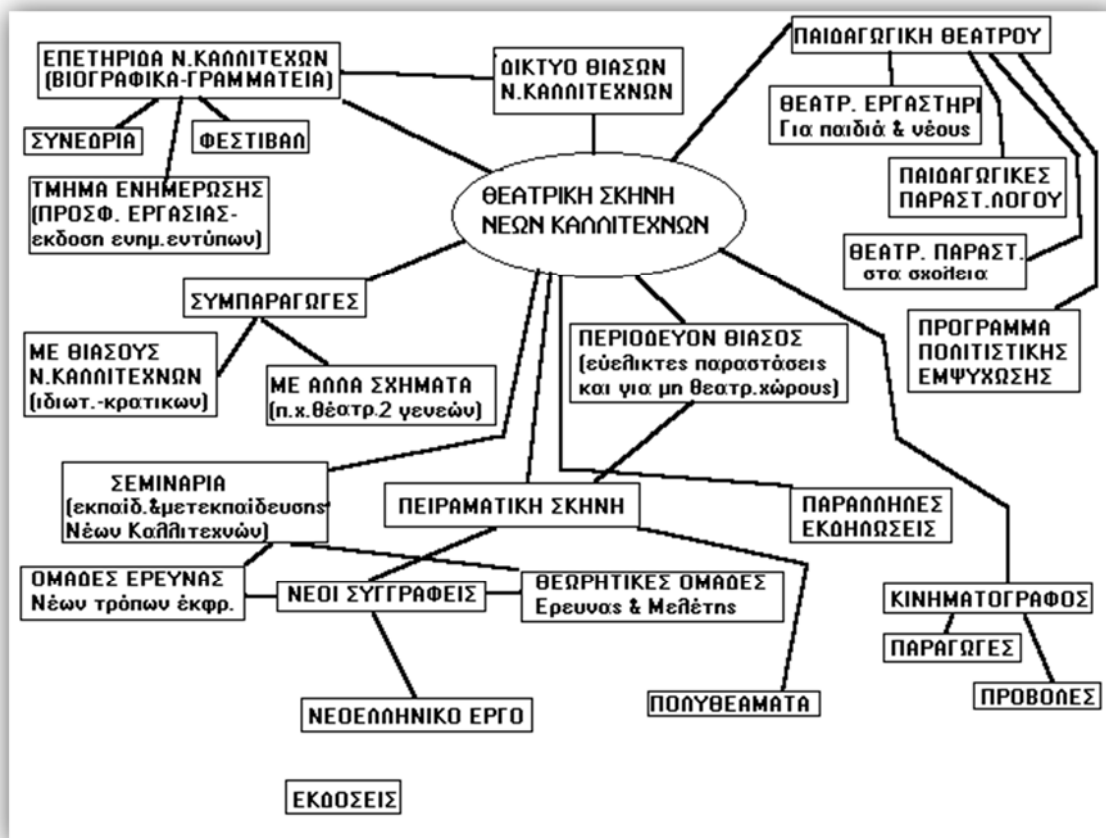 ΕΠΕΤΗΡΙΔΑ Ν.ΚΑΛΛΙΤΕΧΩΝ
(ΒΙΟΓΡΑΦΙΚΑ-ΓΡΑΜΜΑΤΕΙΑ)
ΣΥΝΕΔΡΙΑ
ΦΕΣΤΙΒΑΛ
ΤΜΗΜΑ ΕΝΗΜΕΡΩΣΗΣ
(ΠΡΟΣΦ. ΕΡΓΑΣΙΑΣ-
εκδοση ενημ.εντύπων)
ΔΙΚΤΥΟ ΘΙΑΣΩΝ
Ν.ΚΑΛΛΙΤΕΧΝΩΝ
ΠΑΙΔΑΓΩΓΙΚΗ ΘΕΑΤΡΟΥ
ΘΕΑΤΡ. ΕΡΓΑΣΤΗΡΙ
Για παιδιά & νέους
ΠΑΙΔΑΓΩΓΙΚΕΣ
ΠΑΡΑΣΤ.ΛΟΓΟΥ
ΘΕΑΤΡ. ΠΑΡΑΣΤ.
στα σχολεια
ΠΡΟΓΡΑΜΜΑ
ΠΟΛΙΤΙΣΤΙΚΗΣ
ΕΜΨΥΧΩΣΗΣ
ΘΕΑΤΡΙΚΗ ΣΚΗΝΗ
ΝΕΩΝ ΚΑΛΛΙΤΕΧΝΩΝ
ΣΥΜΠΑΡΑΓΩΓΕΣ
ΜΕ ΘΙΑΣΟΥΣ
Ν.ΚΑΛΛΙΤΕΧΝΩΝ
(ιδιωτ.-κρατικων)
ΜΕ ΑΛΛΑ ΣΧΗΜΑΤΑ
(π.χ.θέατρ.2 γενεών)
ΠΕΡΙΟΔΕΥΟΝ ΘΙΑΣΟΣ
(εύελικτες παραστάσεις
και για μη θεατρ.χώρους)
ΣΕΜΙΝΑΡΙΑ
(εκπαίδ.&μετεκπαίδευσης
Νέων Καλλιτεχνών)
ΠΕΙΡΑΜΑΤΙΚΗ ΣΚΗΝΗ
ΠΑΡΑΛΛΗΛΕΣ
ΕΚΔΗΛΩΣΕΙΣ
ΟΜΑΔΕΣ ΕΡΕΥΝΑΣ
Νέων τρόπων έκφρ.
ΝΕΟΙ ΣΥΓΓΡΑΦΕΙΣ
ΘΕΩΡΗΤΙΚΕΣ ΟΜΑΔΕΣ
Ερευνας & Μελέτης
ΚΙΝΗΜΑΤΟΓΡΑΦΟΣ
ΠΑΡΑΓΩΓΕΣ
ΠΡΟΒΟΛΕΣ
ΝΕΟΕΛΛΗΝΙΚΟ ΕΡΓΟ
ΠΟΛΥΘΕΑΜΑΤΑ
ΕΚΔΟΣΕΙΣ